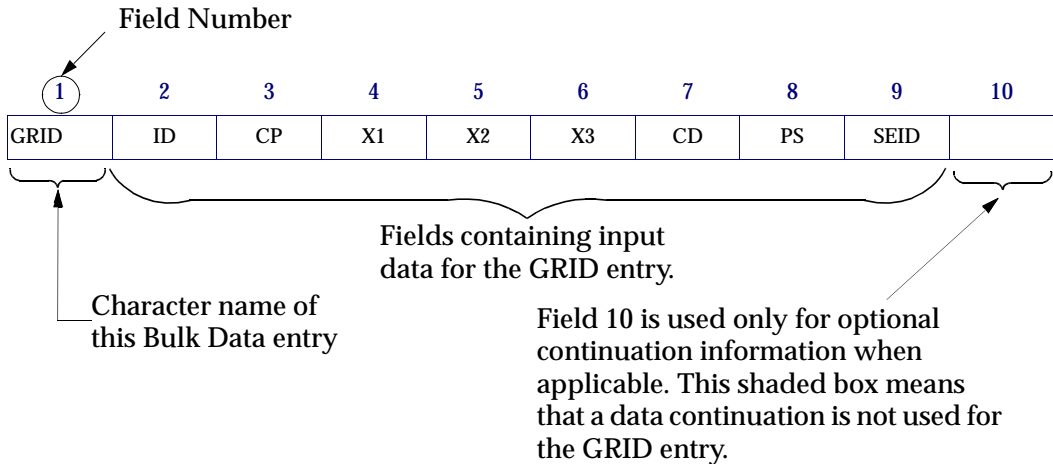 Field Number
1 2 3 4 5 6 7 8 9 10
GRID ID CP X1 X2 X3 CD PS SEID
Fields containing input
data for the GRID entry.
Character name of
this Bulk Data entry
Field 10 is used only for optional
continuation information when
applicable. This shaded box means
that a data continuation is not used for
the GRID entry.